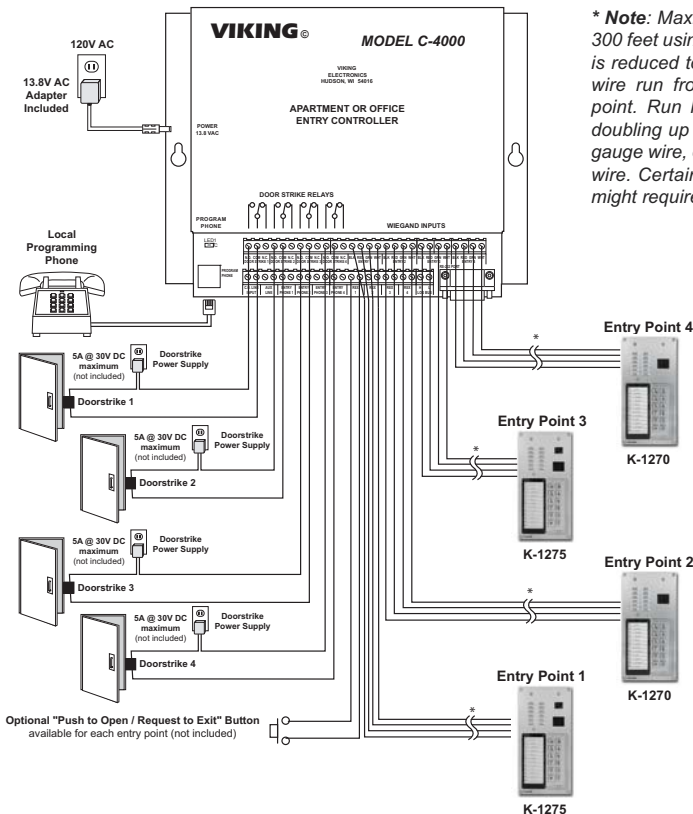 VIKING©
MODEL C-4000
VIKING
ELECTRONICS
HUDSON, WI 54016
APARTMENT OR OFFICE
ENTRY CONTROLLER
120V AC
13.8V AC
Adapter
Included
POWER
13.8 VAC
DOOR STRIKE RELAYS
WIEGAND INPUTS
PROGRAM
PHONE
LED1
PROGRAM
PHONE
Local
Programming
Phone
* Note: Max
300 feet usin
is reduced to
wire run fro
point. Run
doubling up
gauge wire,
wire. Certai
might requir
5A @ 30V DC
maximum
(not included)
Doorstrike
Power Supply
Doorstrike 1
5A @ 30V DC
maximum
(not included)
Doorstrike
Power Supply
Doorstrike 2
5A @ 30V DC
maximum
(not included)
Doorstrike
Power Supply
Doorstrike 3
5A @ 30V DC
maximum
(not included)
Doorstrike
Power Supply
Doorstrike 4
Optional "Push to Open / Request to Exit" Button
available for each entry point (not included)
*
Entry Point 4
K-1270
*
Entry Point 3
K-1275
*
Entry Point 2
K-1270
*
Entry Point 1
K-1275